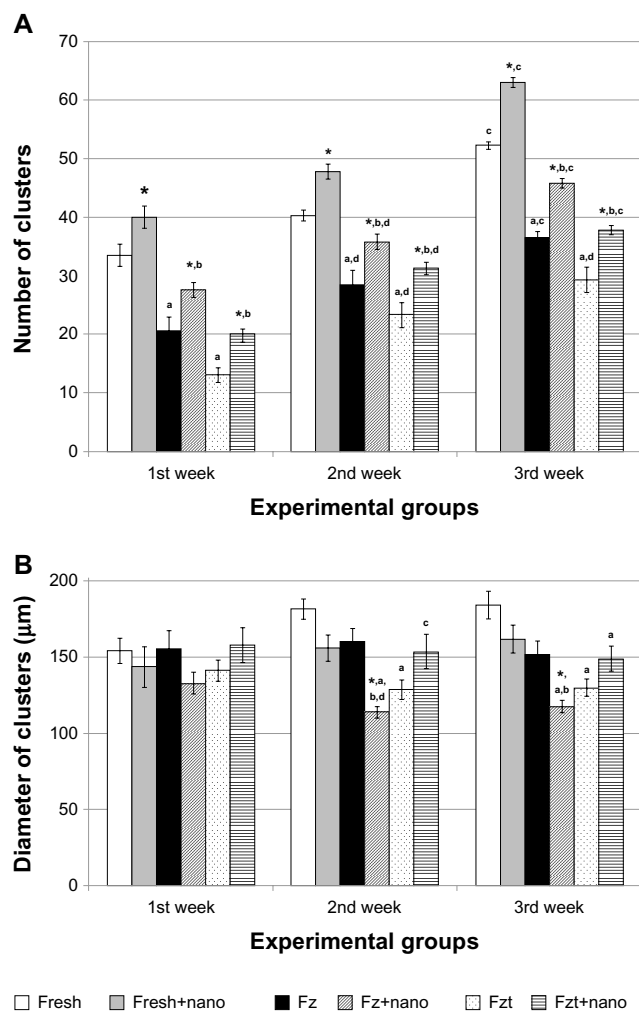 A
Number of clusters
70
60
50
40
30
20
10
0
* a *,b a *,b
* a,d *,b,d a,d *,b,d
c *,c a,c *,b,c a,d *,b,c
1st week 2nd week 3rd week
Experimental groups
B
Diameter of clusters (µm)
200
150
100
50
0
*,a,
b,d
a
c
*,
a,b
a
a
1st week 2nd week 3rd week
Experimental groups
Fresh Fresh+nano Fz Fz+nano Fzt Fzt+nano